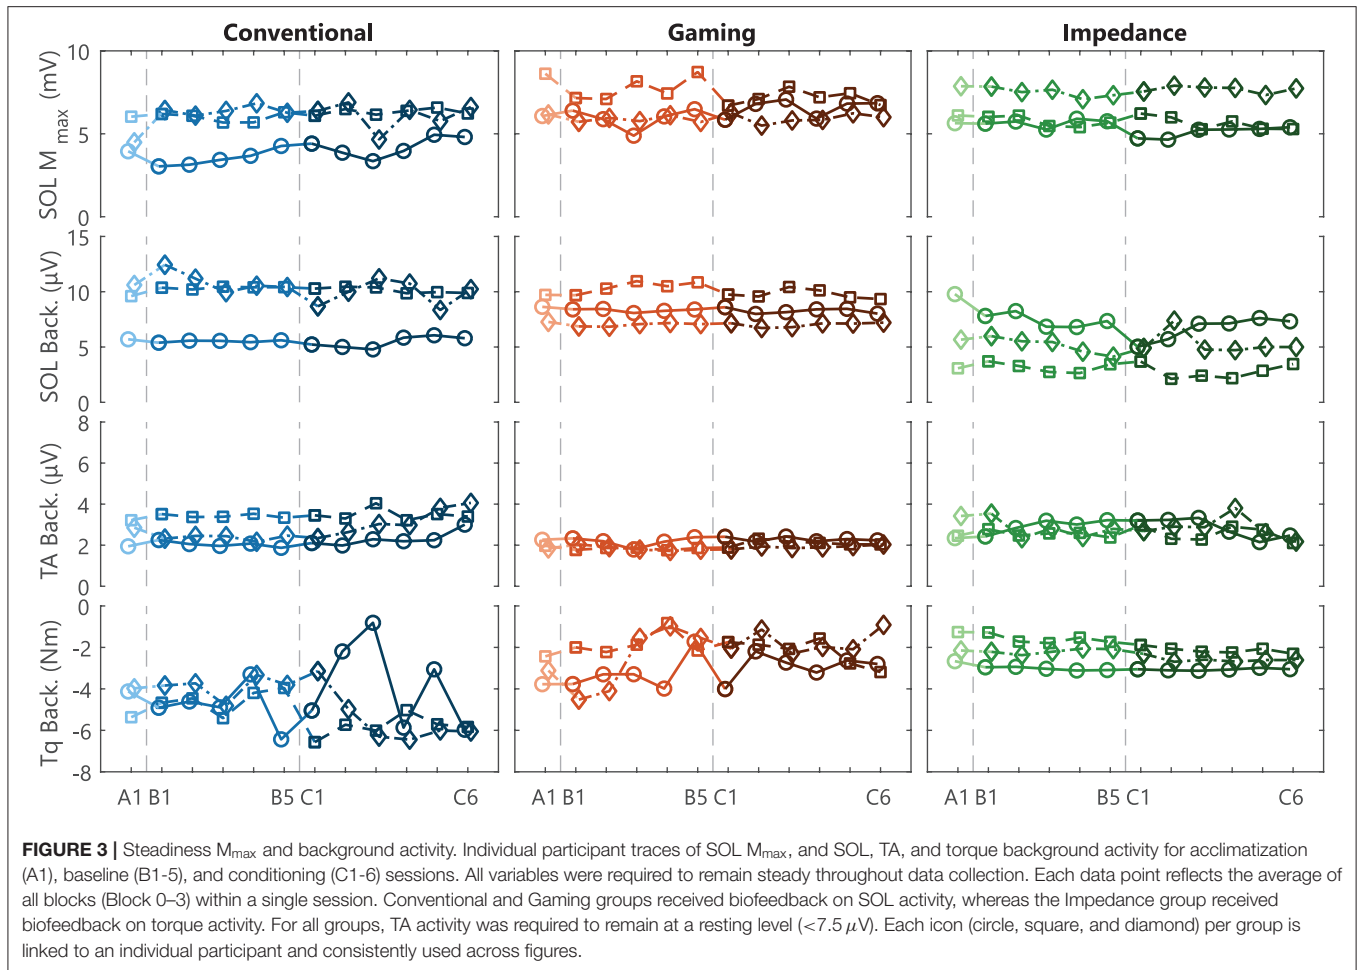 Conventional Gaming Impedance
SOL Mmax (mV)
10
5
0
SOL Back. (µV)
15
10
5
0
TA Back. (µV)
8
6
4
2
0
Tq Back. (Nm)
0
-2
-4
-6
-8
A1 B1 B5 C1 C6 A1 B1 B5 C1 C6 A1 B1 B5 C1 C6
FIGURE 3 | Steadiness Mmax and background activity. Individual participant traces of SOL Mmax, and SOL, TA, and torque background activity for acclimatization
(A1), baseline (B1-5), and conditioning (C1-6) sessions. All variables were required to remain steady throughout data collection. Each data point reflects the average of
all blocks (Block 0–3) within a single session. Conventional and Gaming groups received biofeedback on SOL activity, whereas the Impedance group received
biofeedback on torque activity. For all groups, TA activity was required to remain at a resting level (<7.5 µV). Each icon (circle, square, and diamond) per group is
linked to an individual participant and consistently used across figures.